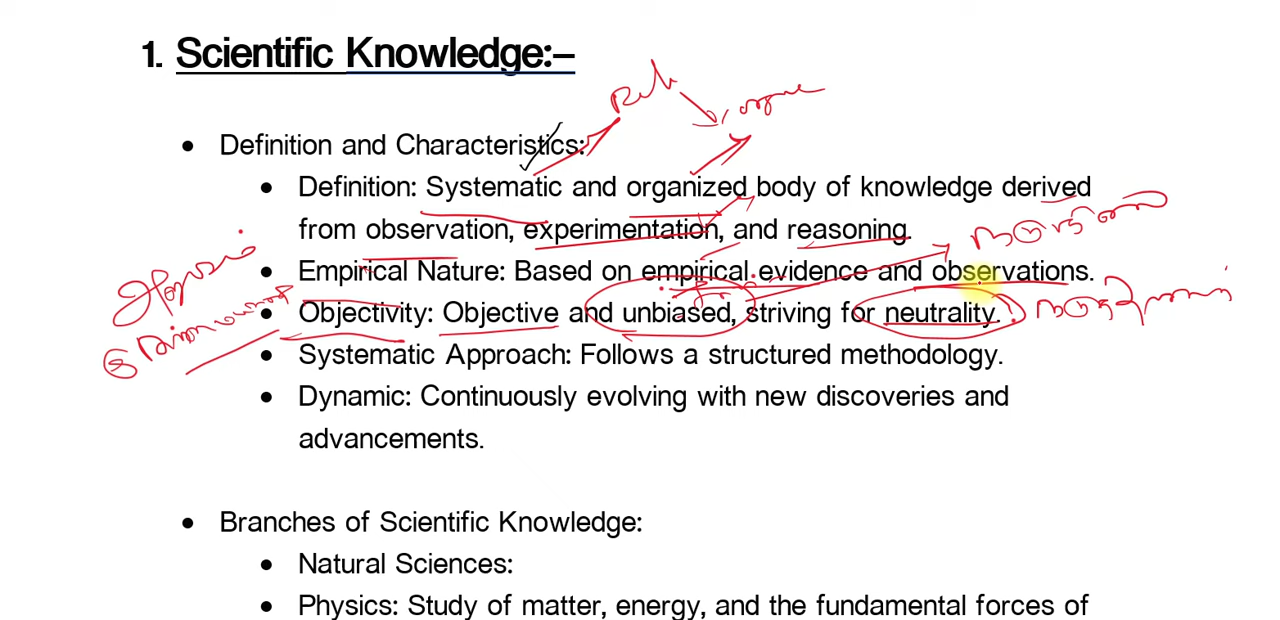 1. Scientific Knowledge:–
• Definition and Characteristics:
• Definition: Systematic and organized body of knowledge derived
from observation, experimentation, and reasoning.
• Empirical Nature: Based on empirical evidence and observations.
• Objectivity: Objective and unbiased, striving for neutrality.
• Systematic Approach: Follows a structured methodology.
• Dynamic: Continuously evolving with new discoveries and
advancements.
• Branches of Scientific Knowledge:
• Natural Sciences:
• Physics: Study of matter, energy, and the fundamental forces of